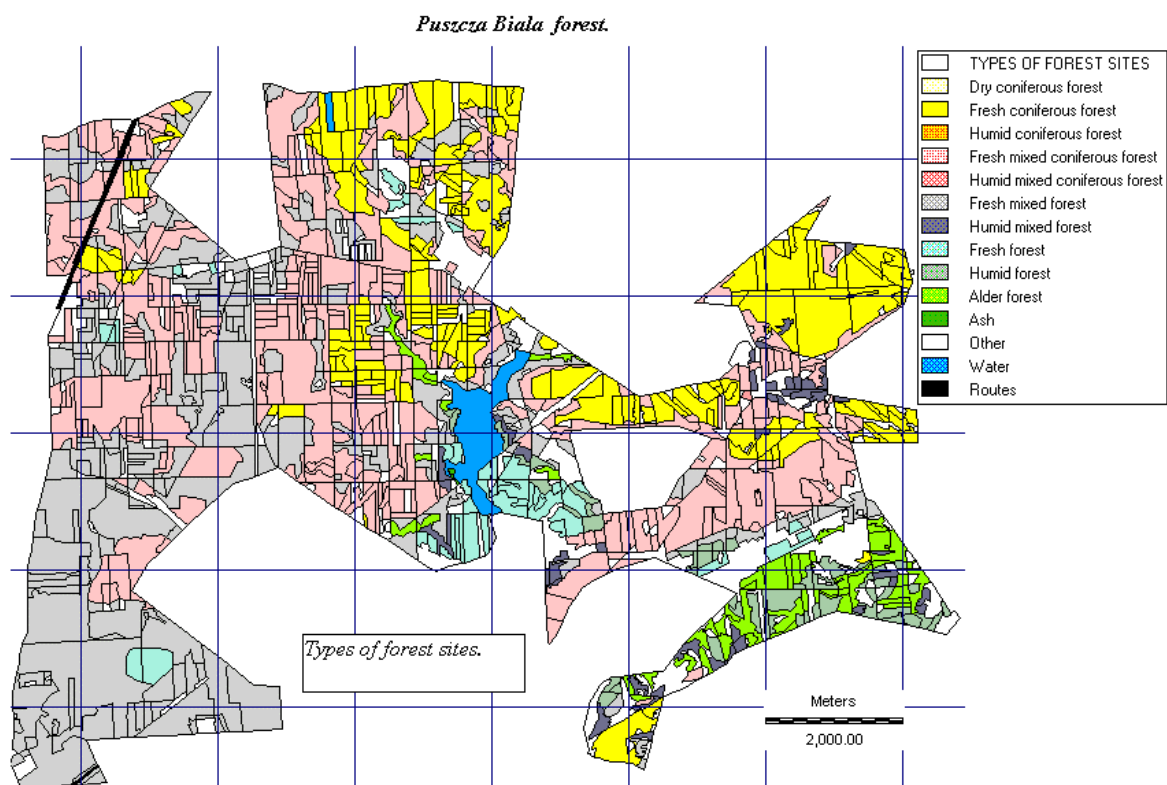 Puszcza Biala forest.
TYPES OF FOREST SITES
Dry coniferous forest
Fresh coniferous forest
Humid coniferous forest
Fresh mixed coniferous forest
Humid mixed coniferous forest
Fresh mixed forest
Humid mixed forest
Fresh forest
Humid forest
Alder forest
Ash
Other
Water
Routes
Types of forest sites.
Meters
2,000.00